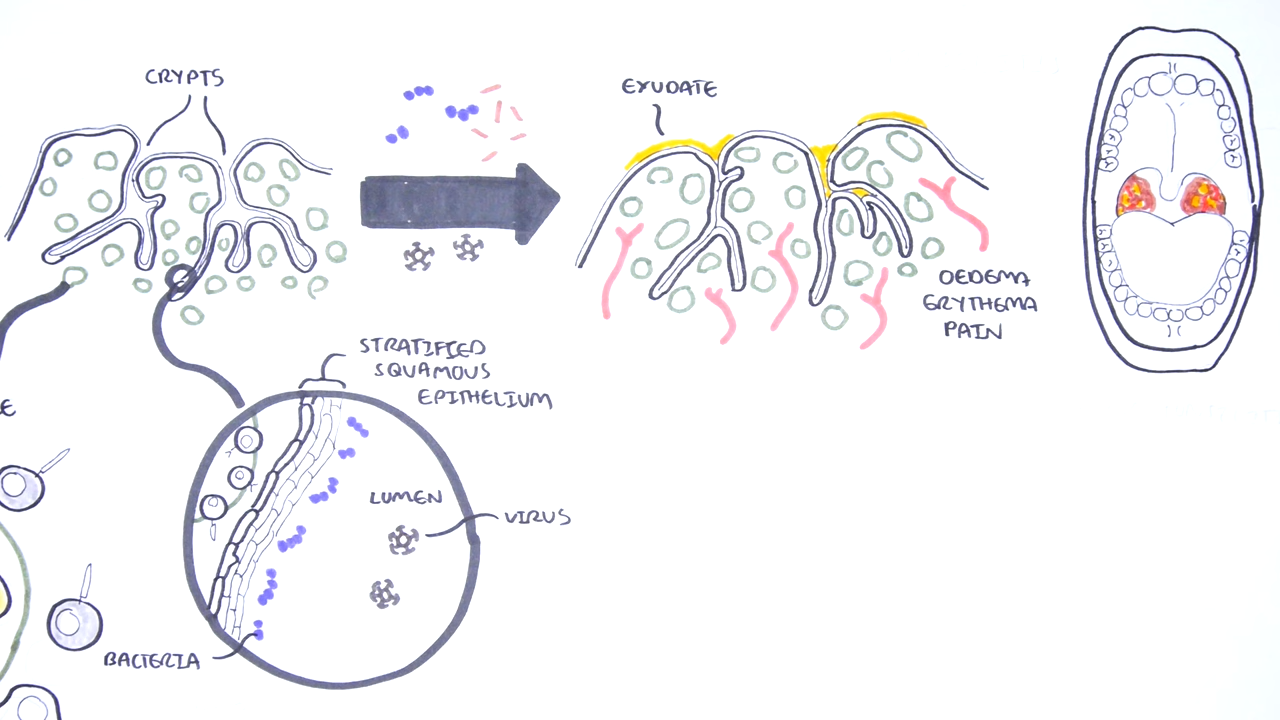 CRYPTS
EXUDATE
OEDEMA
ERYTHEMA
PAIN
STRATIFIED
SQUAMOUS
EPITHELIUM
LUMEN
VIRUS
BACTERIA